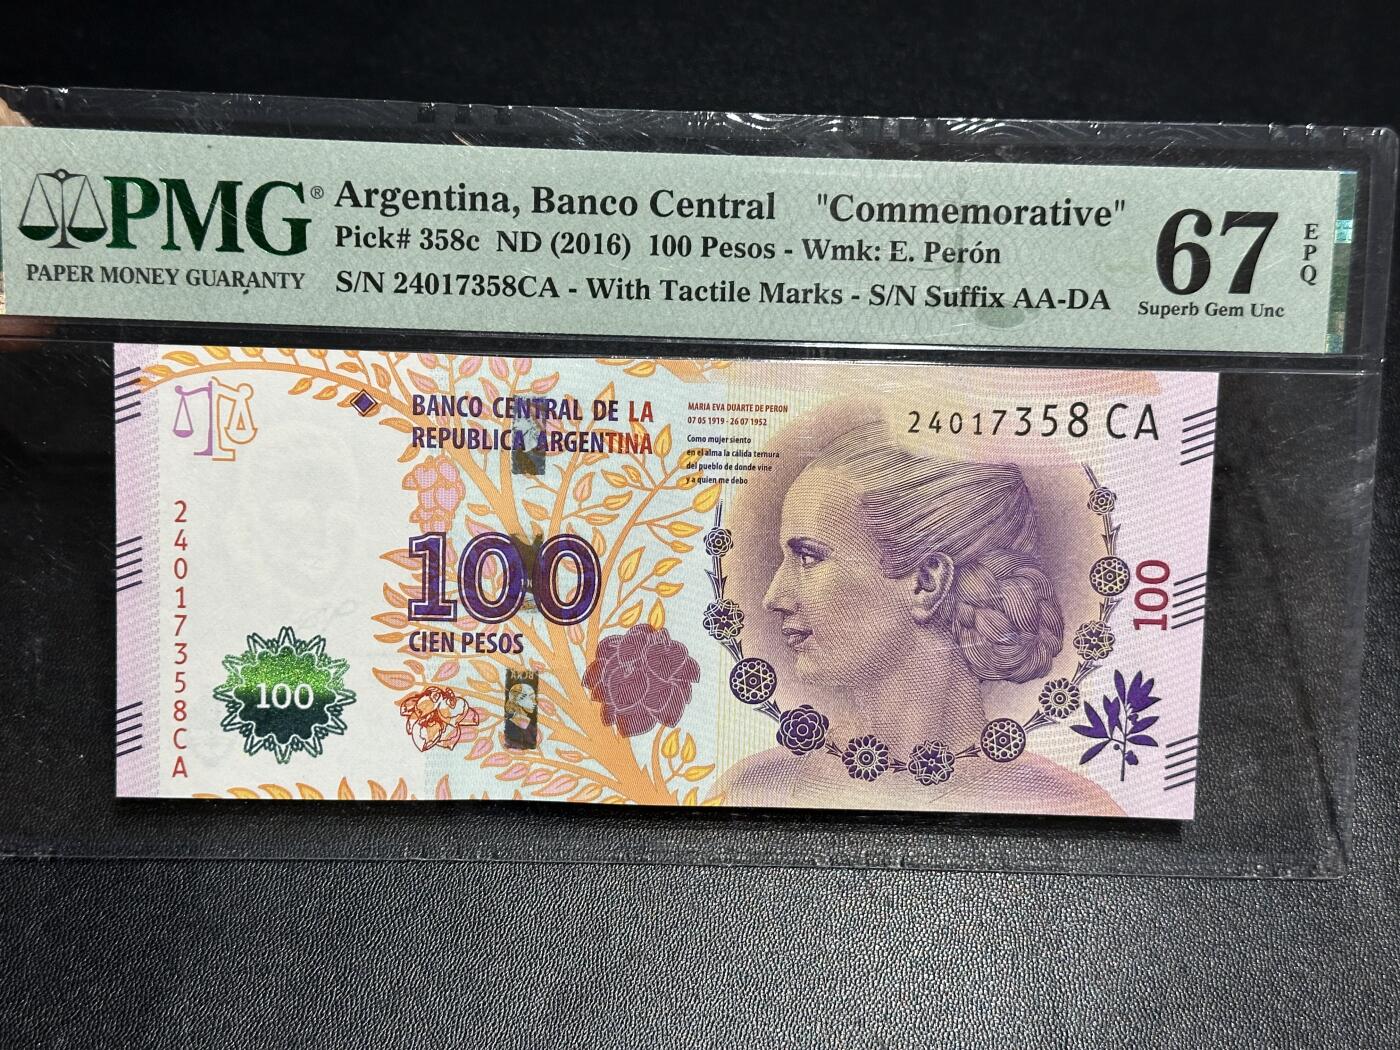 PMG®
PAPER MONEY GUARANTY
Argentina, Banco Central "Commemorative"
Pick# 358c ND (2016) 100 Pesos - Wmk: E. Perón
S/N 24017358CA - With Tactile Marks - S/N Suffix AA-DA
67
EPQ
Superb Gem Unc
BANCO CENTRAL DE LA
REPUBLICA ARGENTINA
MARIA EVA DUARTE DE PERON
07 05 1919 - 26 07 1952
Como mujer siento
en el alma la cálida ternura
del pueblo de donde vine
y a quien me debo
24017358 CA
24017358CA
100
CIEN PESOS
100
100
BCRA